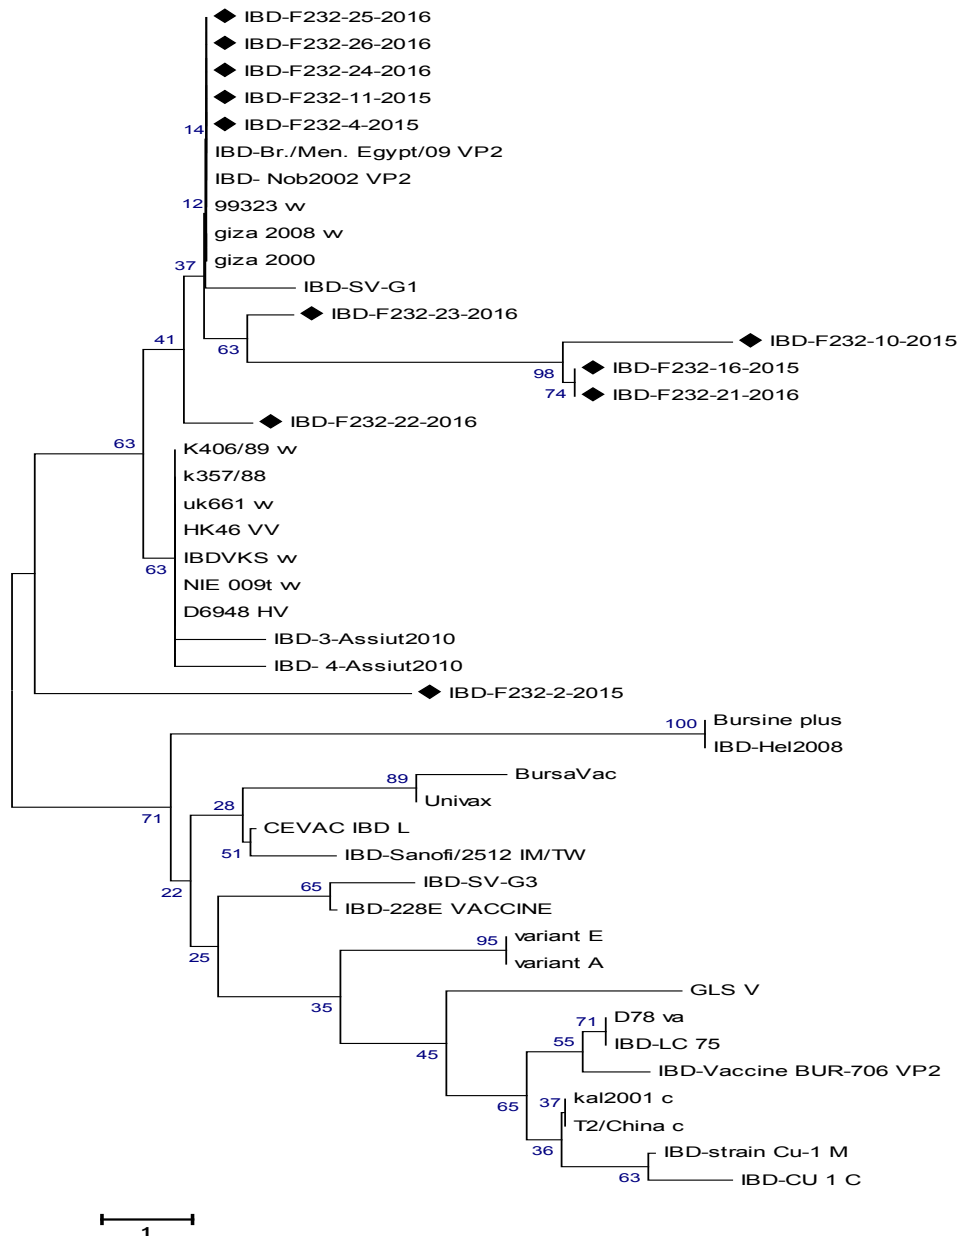 IBD-F232-25-2016
IBD-F232-26-2016
IBD-F232-24-2016
IBD-F232-11-2015
14
IBD-F232-4-2015
IBD-Br./Men. Egypt/09 VP2
IBD- Nob2002 VP2
12
99323 vv
giza 2008 vv
giza 2000
37
IBD-SV-G1
IBD-F232-23-2016
41
63
IBD-F232-10-2015
98
IBD-F232-16-2015
74
IBD-F232-21-2016
IBD-F232-22-2016
63
K406/89 vv
k357/88
uk661 vv
HK46 VV
IBDVKS vv
63
NIE 009t vv
D6948 HV
IBD-3-Assiut2010
IBD- 4-Assiut2010
IBD-F232-2-2015
100
Bursine plus
IBD-Hel2008
89
BursaVac
Univax
28
71
CEVAC IBD L
51
IBD-Sanofi/2512 IM/TW
22
65
IBD-SV-G3
IBD-228E VACCINE
95
variant E
variant A
25
GLS V
35
71
D78 va
IBD-LC 75
55
45
IBD-Vaccine BUR-706 VP2
65
37
kal2001 c
T2/China c
36
IBD-strain Cu-1 M
63
IBD-CU 1 C
1